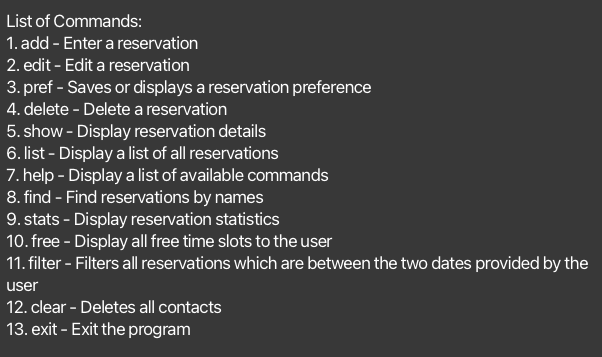 List of Commands:
1. add - Enter a reservation
2. edit - Edit a reservation
3. pref - Saves or displays a reservation preference
4. delete - Delete a reservation
5. show - Display reservation details
6. list - Display a list of all reservations
7. help - Display a list of available commands
8. find - Find reservations by names
9. stats - Display reservation statistics
10. free - Display all free time slots to the user
11. filter - Filters all reservations which are between the two dates provided by the
user
12. clear - Deletes all contacts
13. exit - Exit the program